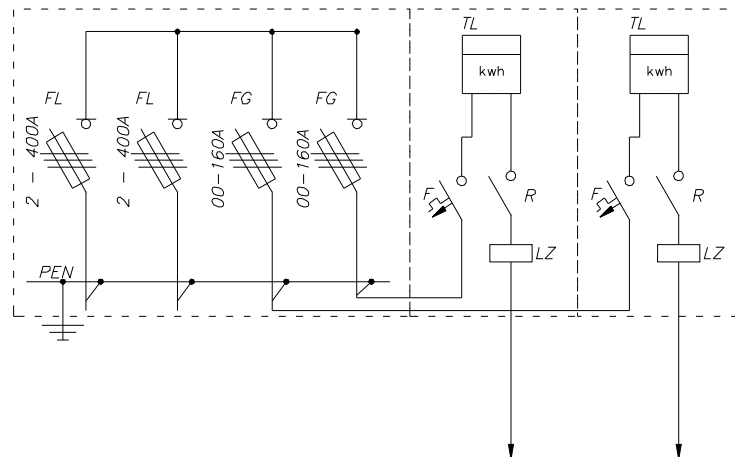 TL
TL
kwh
kwh
FL
FL
FG
FG
2 - 400A
2 - 400A
00-160A
00-160A
F
R
F
R
LZ
LZ
PEN